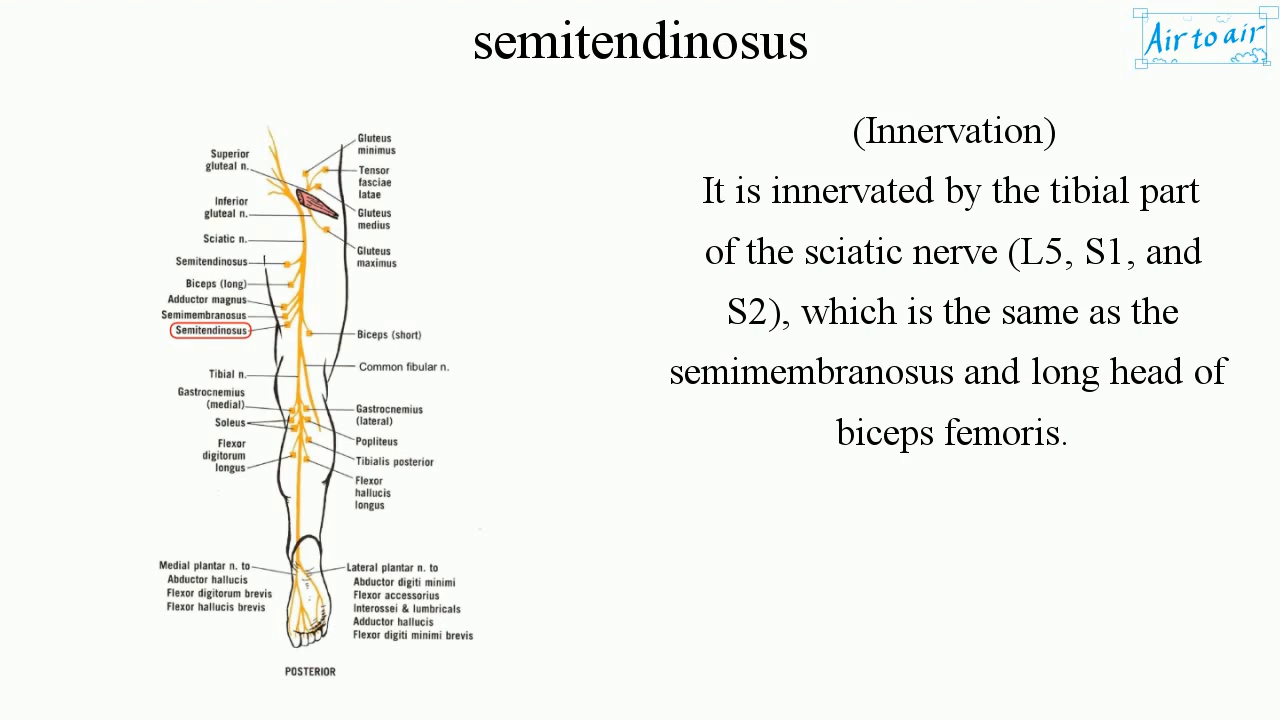 semitendinosus
Air to air
(Innervation)
It is innervated by the tibial part
of the sciatic nerve (L5, S1, and
S2), which is the same as the
semimembranosus and long head of
biceps femoris.
Superior
gluteal n.
Inferior
gluteal n.
Sciatic n.
Semitendinosus
Biceps (long)
Adductor magnus
Semimembranosus
Semitendinosus
Tibial n.
Gastrocnemius
(medial)
Soleus
Flexor
digitorum
longus
Gluteus
minimus
Tensor
fasciae
latae
Gluteus
medius
Gluteus
maximus
Biceps (short)
Common fibular n.
Gastrocnemius
(lateral)
Popliteus
Tibialis posterior
Flexor
hallucis
longus
Medial plantar n. to
Abductor hallucis
Flexor digitorum brevis
Flexor hallucis brevis
Lateral plantar n. to
Abductor digiti minimi
Flexor accessorius
Interossei & lumbricals
Adductor hallucis
Flexor digiti minimi brevis
POSTERIOR